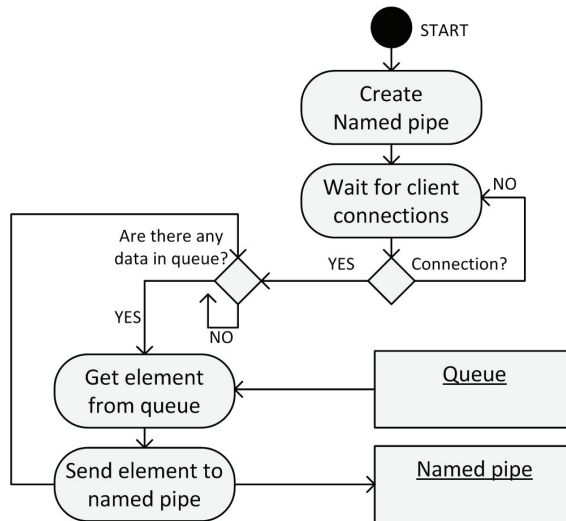 START
Create
Named pipe
Wait for client
connections
NO
Are there any
data in queue?
YES
Connection?
YES
NO
Get element
from queue
Queue
Send element to
named pipe
Named pipe